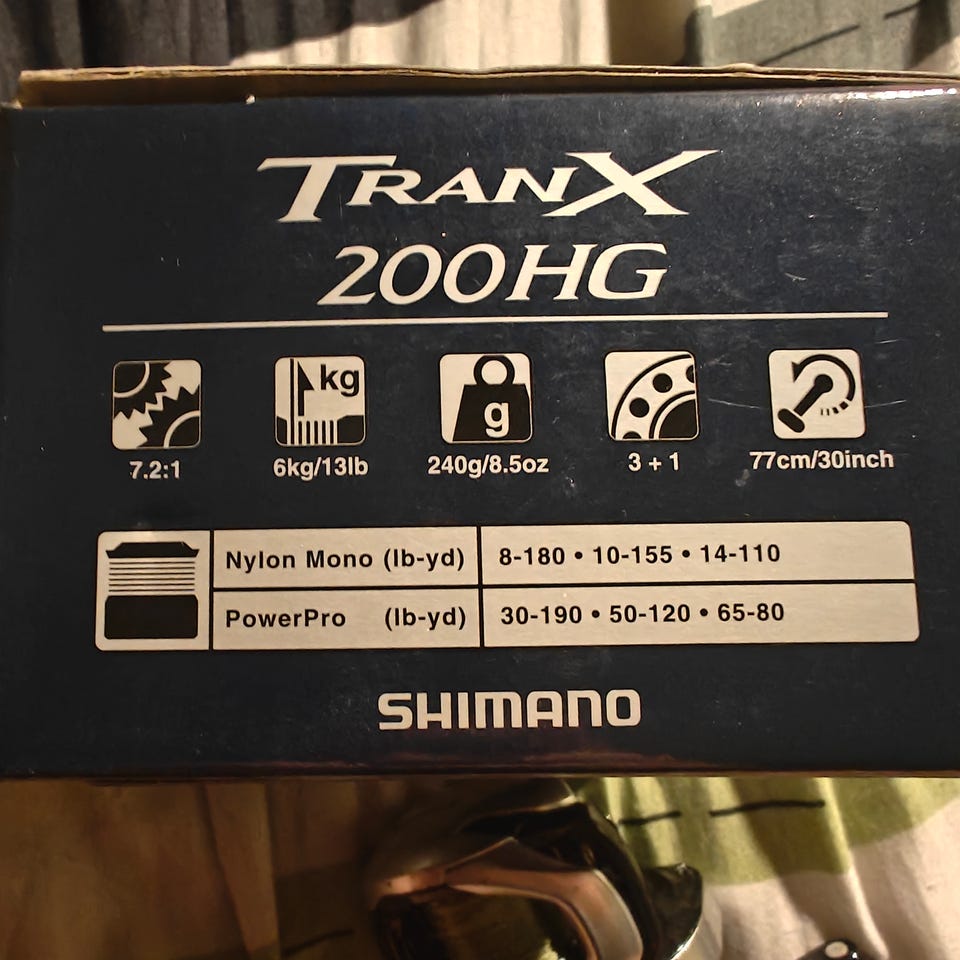 TRANX
200HG
kg
g
7.2:1 6kg/13lb 240g/8.5oz 3 + 1 77cm/30inch
Nylon Mono (lb-yd) 8-180 • 10-155 • 14-110
PowerPro (lb-yd) 30-190 • 50-120 • 65-80
SHIMANO